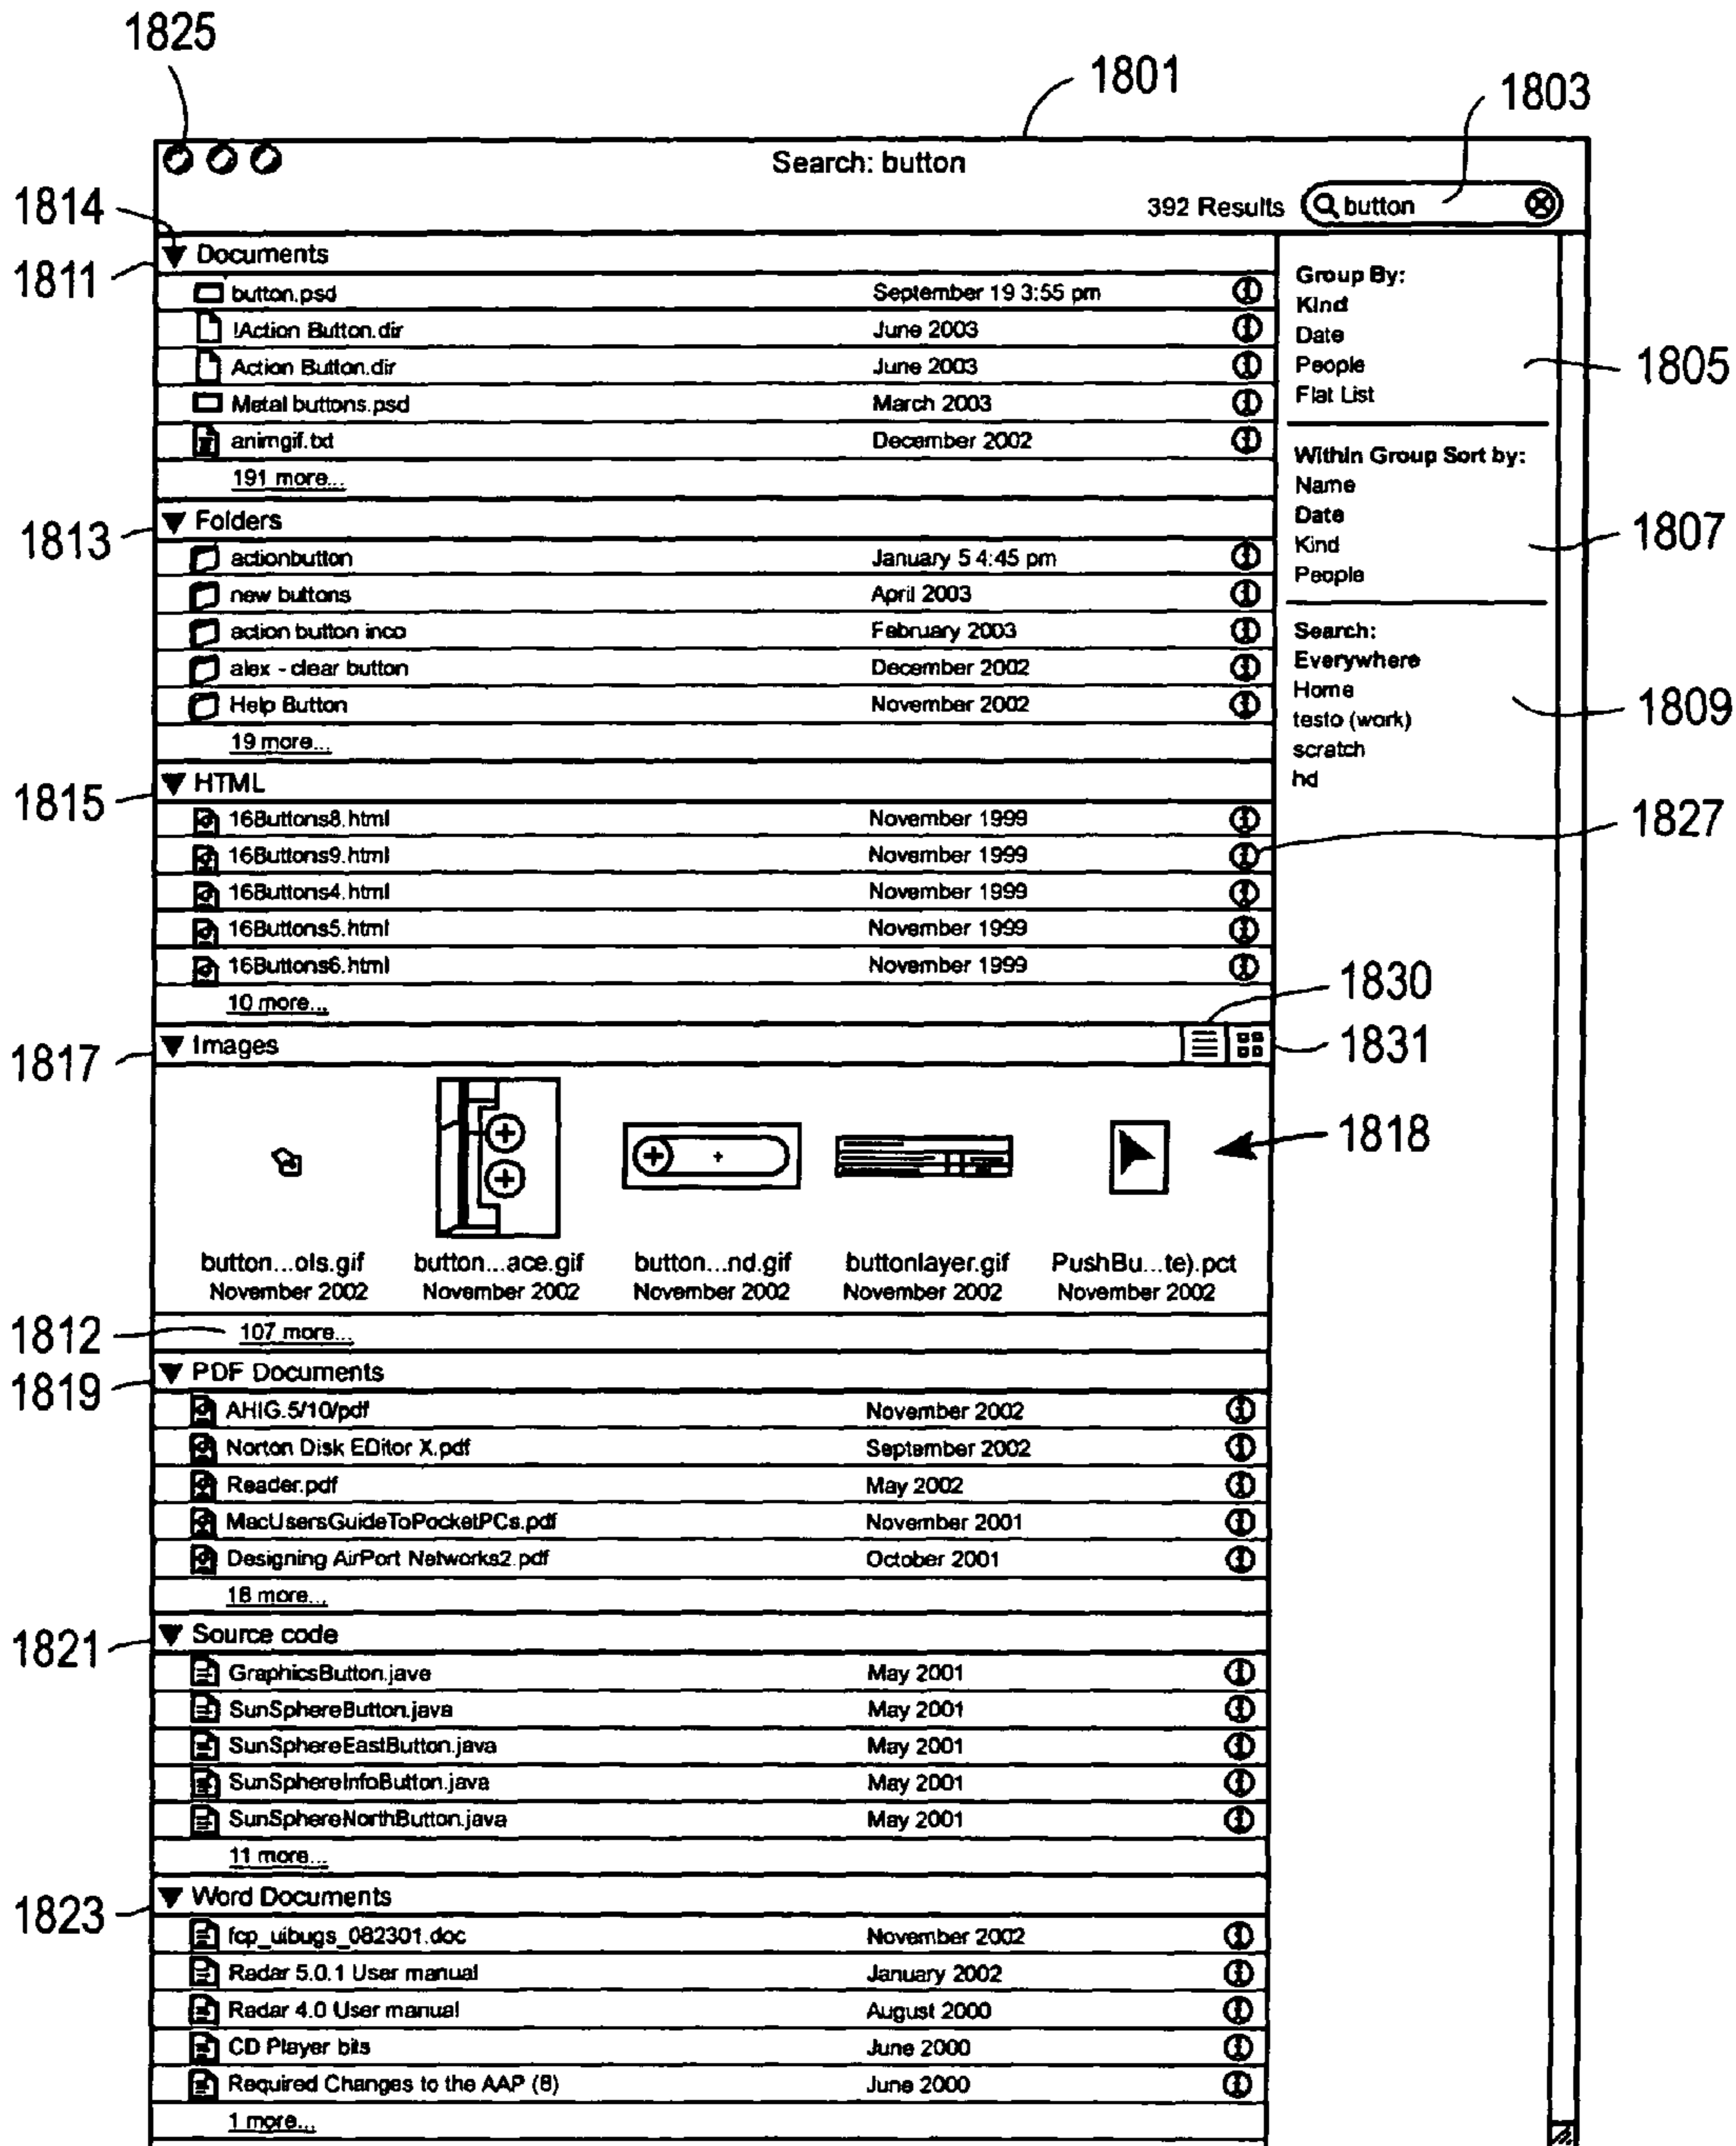 1825
1801
1803
Search: button
392 Results button
1814
1811
Documents
button.psd September 19 3:55 pm
!Action Button.dir June 2003
Action Button.dir June 2003
Metal buttons.psd March 2003
animgif.txt December 2002
191 more...
Group By:
Kind
Date
People
Flat List
1805
1813
Folders
actionbutton January 5 4:45 pm
new buttons April 2003
action button inco February 2003
alex - clear button December 2002
Help Button November 2002
19 more...
Within Group Sort by:
Name
Date
Kind
People
1807
Search:
Everywhere
Home
testo (work)
scratch
hd
1809
1815
HTML
16Buttons8.html November 1999
16Buttons9.html November 1999
16Buttons4.html November 1999
16Buttons5.html November 1999
16Buttons6.html November 1999
10 more...
1827
1830
1831
1817
Images
1818
button...ols.gif button...ace.gif button...nd.gif buttonlayer.gif PushBu...te).pct
November 2002 November 2002 November 2002 November 2002 November 2002
1812
107 more...
1819
PDF Documents
AHIG.5/10/pdf November 2002
Norton Disk EDitor X.pdf September 2002
Reader.pdf May 2002
MacUsersGuideToPocketPCs.pdf November 2001
Designing AirPort Networks2.pdf October 2001
18 more...
1821
Source code
GraphicsButton.jave May 2001
SunSphereButton.java May 2001
SunSphereEastButton.java May 2001
SunSphereInfoButton.java May 2001
SunSphereNorthButton.java May 2001
11 more...
1823
Word Documents
fcp_uibugs_082301.doc November 2002
Radar 5.0.1 User manual January 2002
Radar 4.0 User manual August 2000
CD Player bits June 2000
Required Changes to the AAP (8) June 2000
1 more...